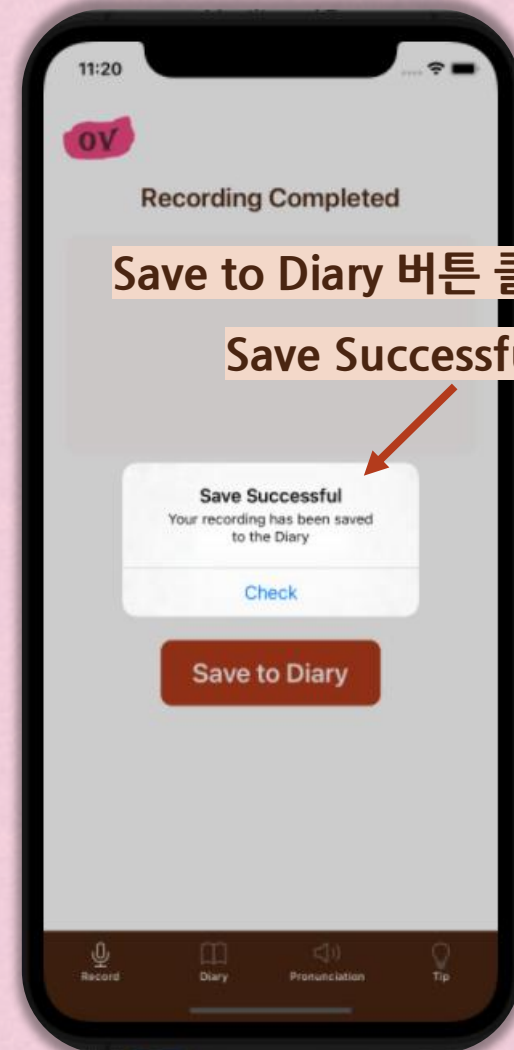 11:20
OV
Recording Completed
Save to Diary 버튼
Save
Save Successful
Your recording has been saved
to the Diary
Check
Save to Diary
Record Diary Pronunciation Tip